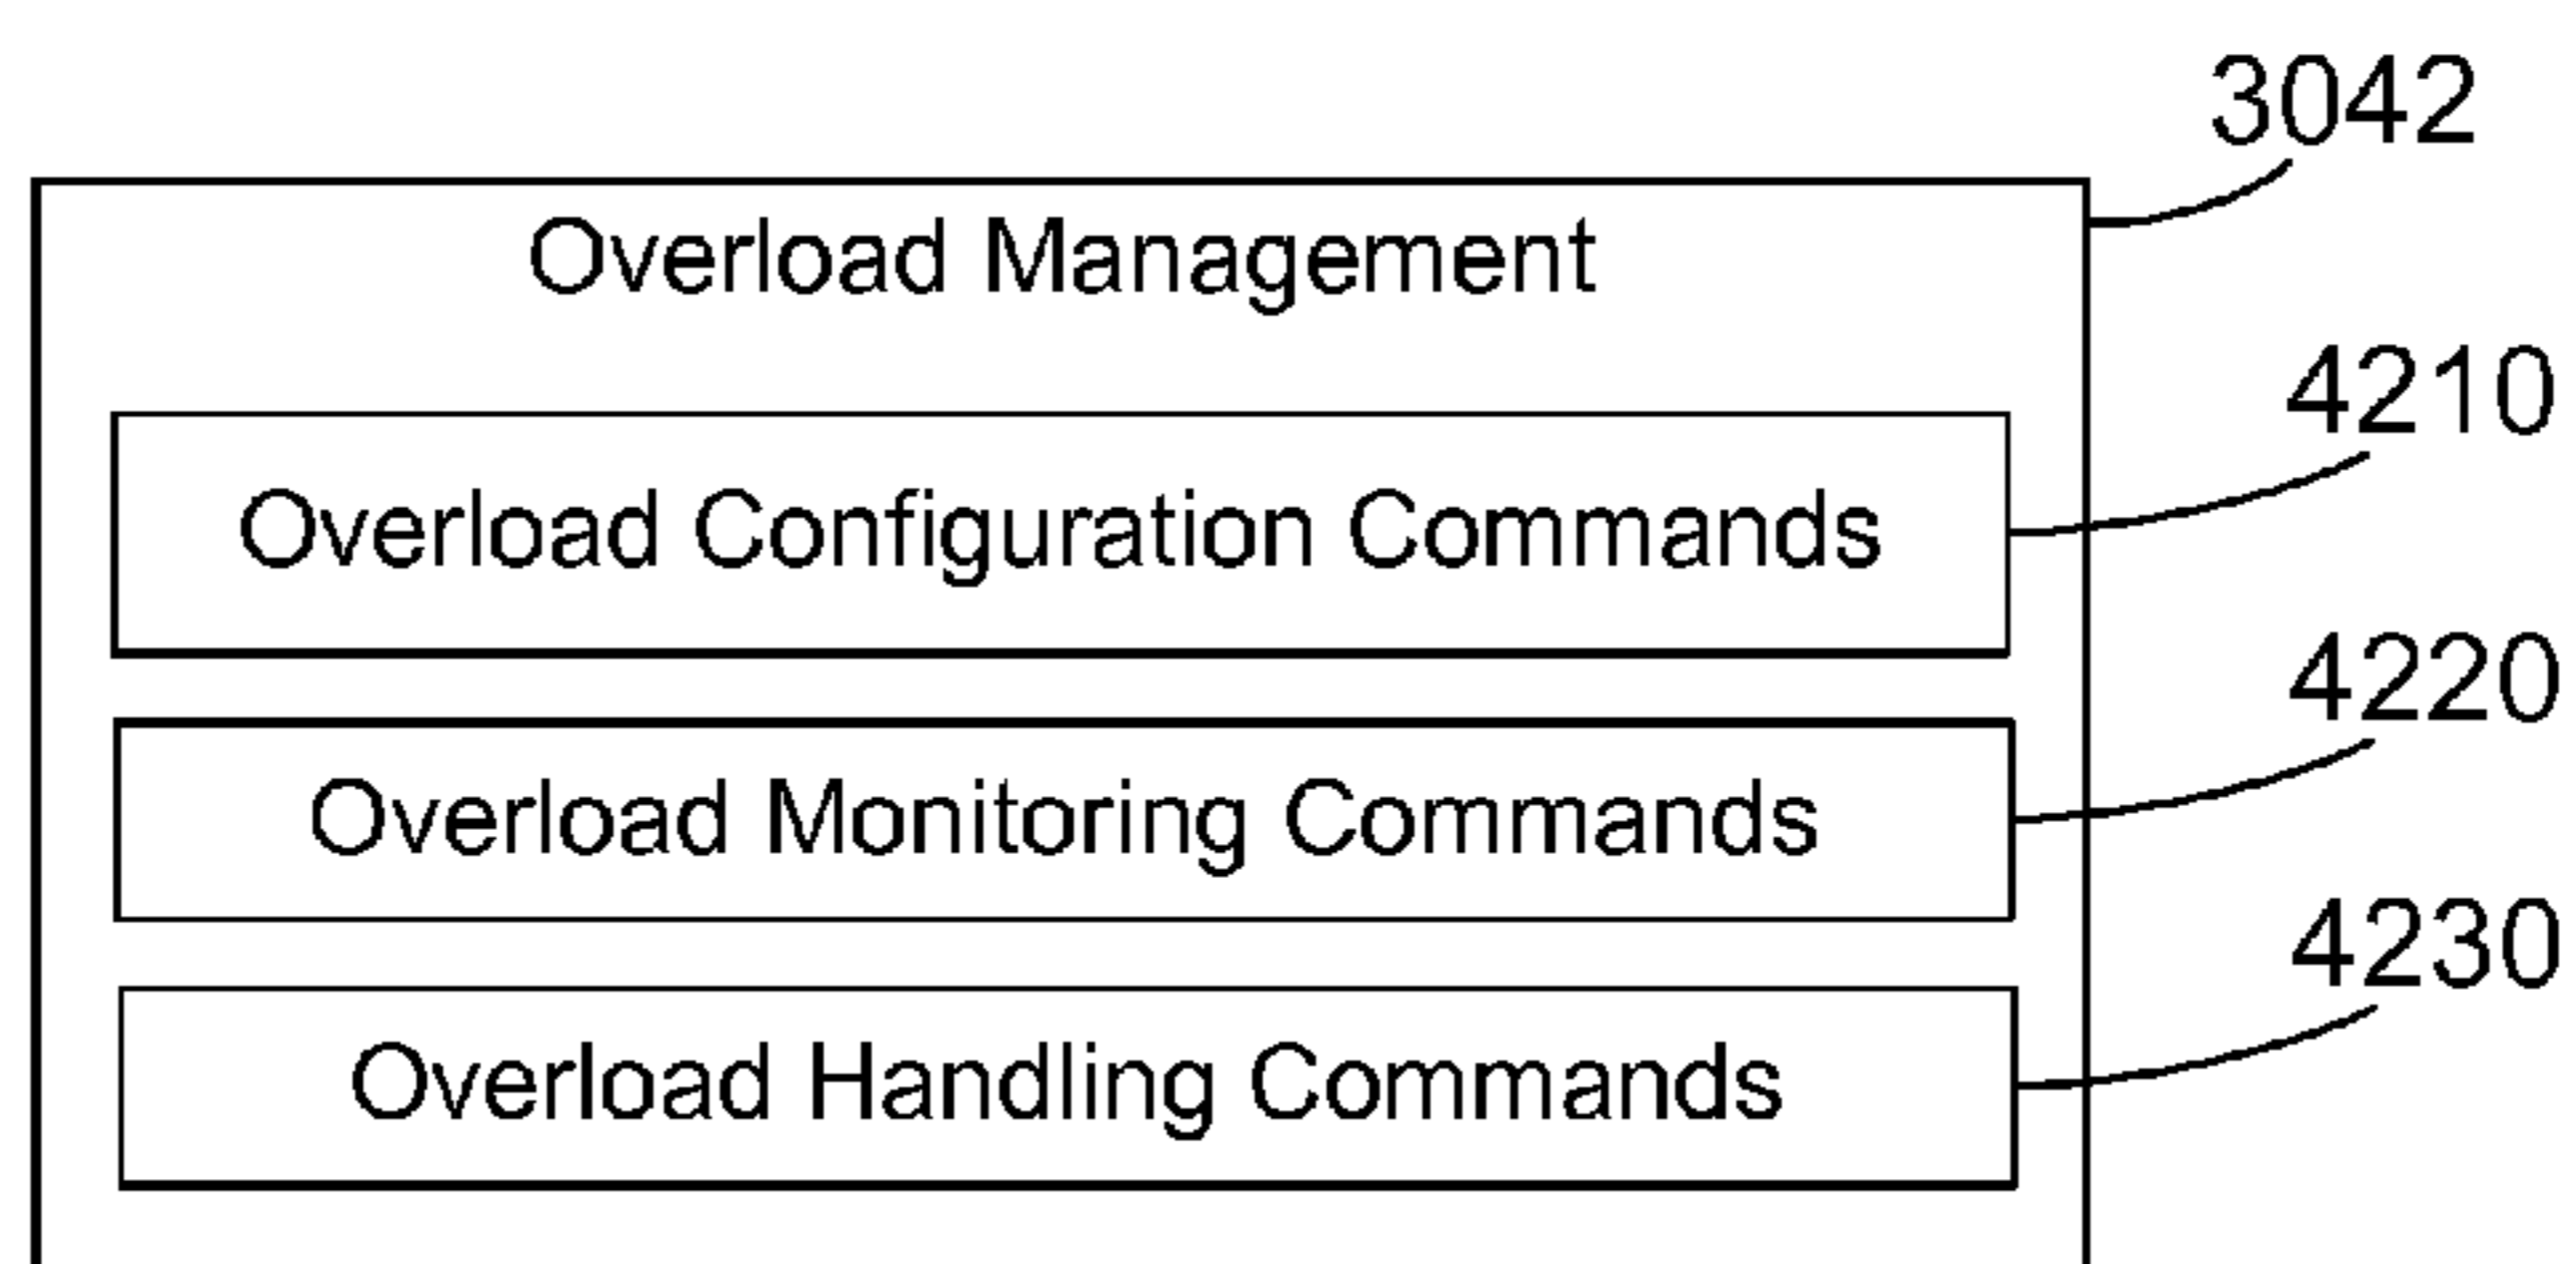 3042
Overload Management
4210
Overload Configuration Commands
4220
Overload Monitoring Commands
4230
Overload Handling Commands